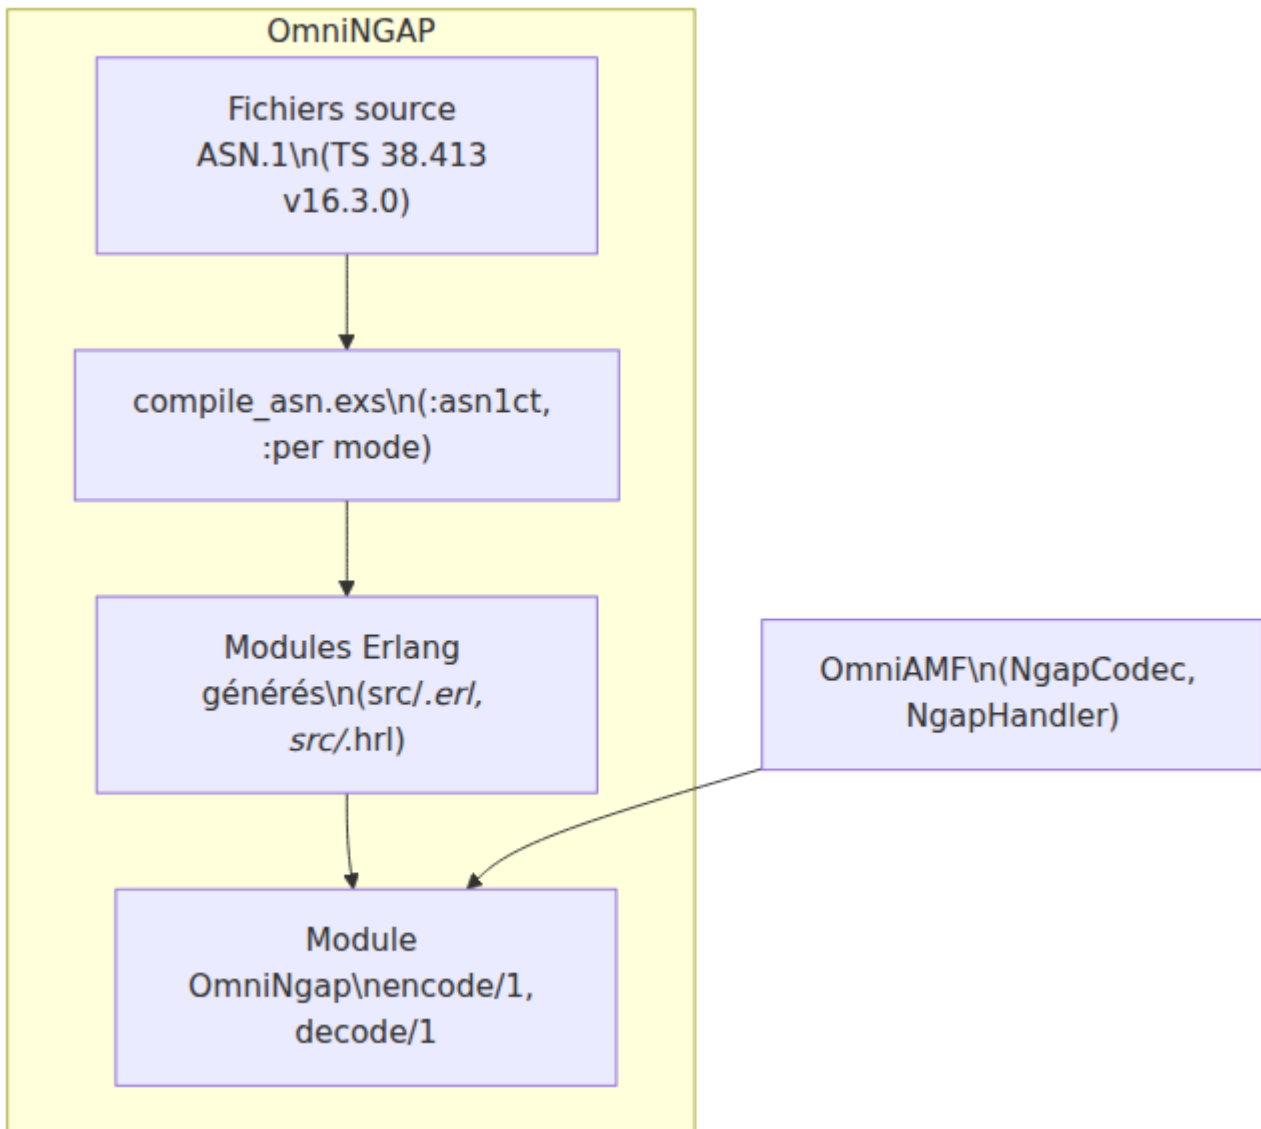 OmniNGAP
Fichiers source
ASN.1\n(TS 38.413
v16.3.0)
compile_asn.exs\n(:asn1ct,
:per mode)
Modules Erlang
générés\n(src/.erl,
src/.hrl)
OmniAMF\n(NgapCodec,
NgapHandler)
Module
OmniNgap\nencode/1,
decode/1